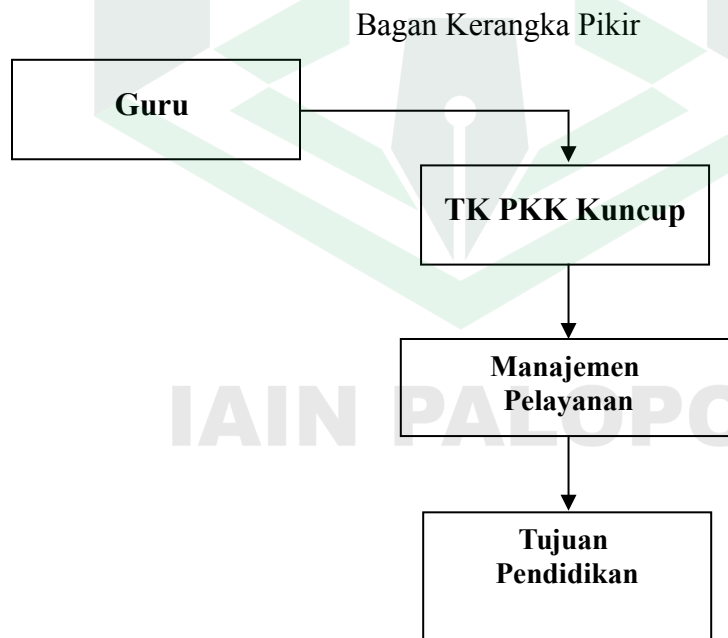 Bagan Kerangka Pikir
Guru
TK PKK Kuncup
Manajemen
Pelayanan
IAIN PALOPO
Tujuan
Pendidikan